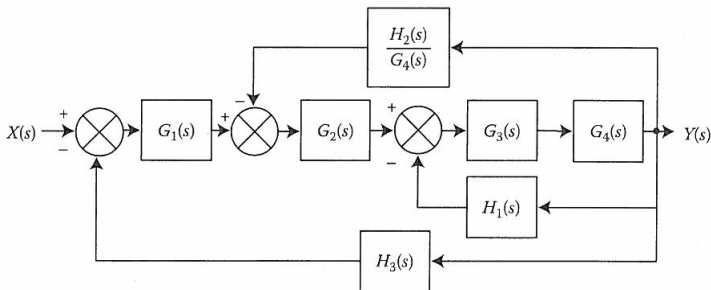 H₂(s)
G₄(s)
X(s)
+
−
G₁(s)
+
−
G₂(s)
+
−
G₃(s)
G₄(s)
Y(s)
H₁(s)
H₃(s)